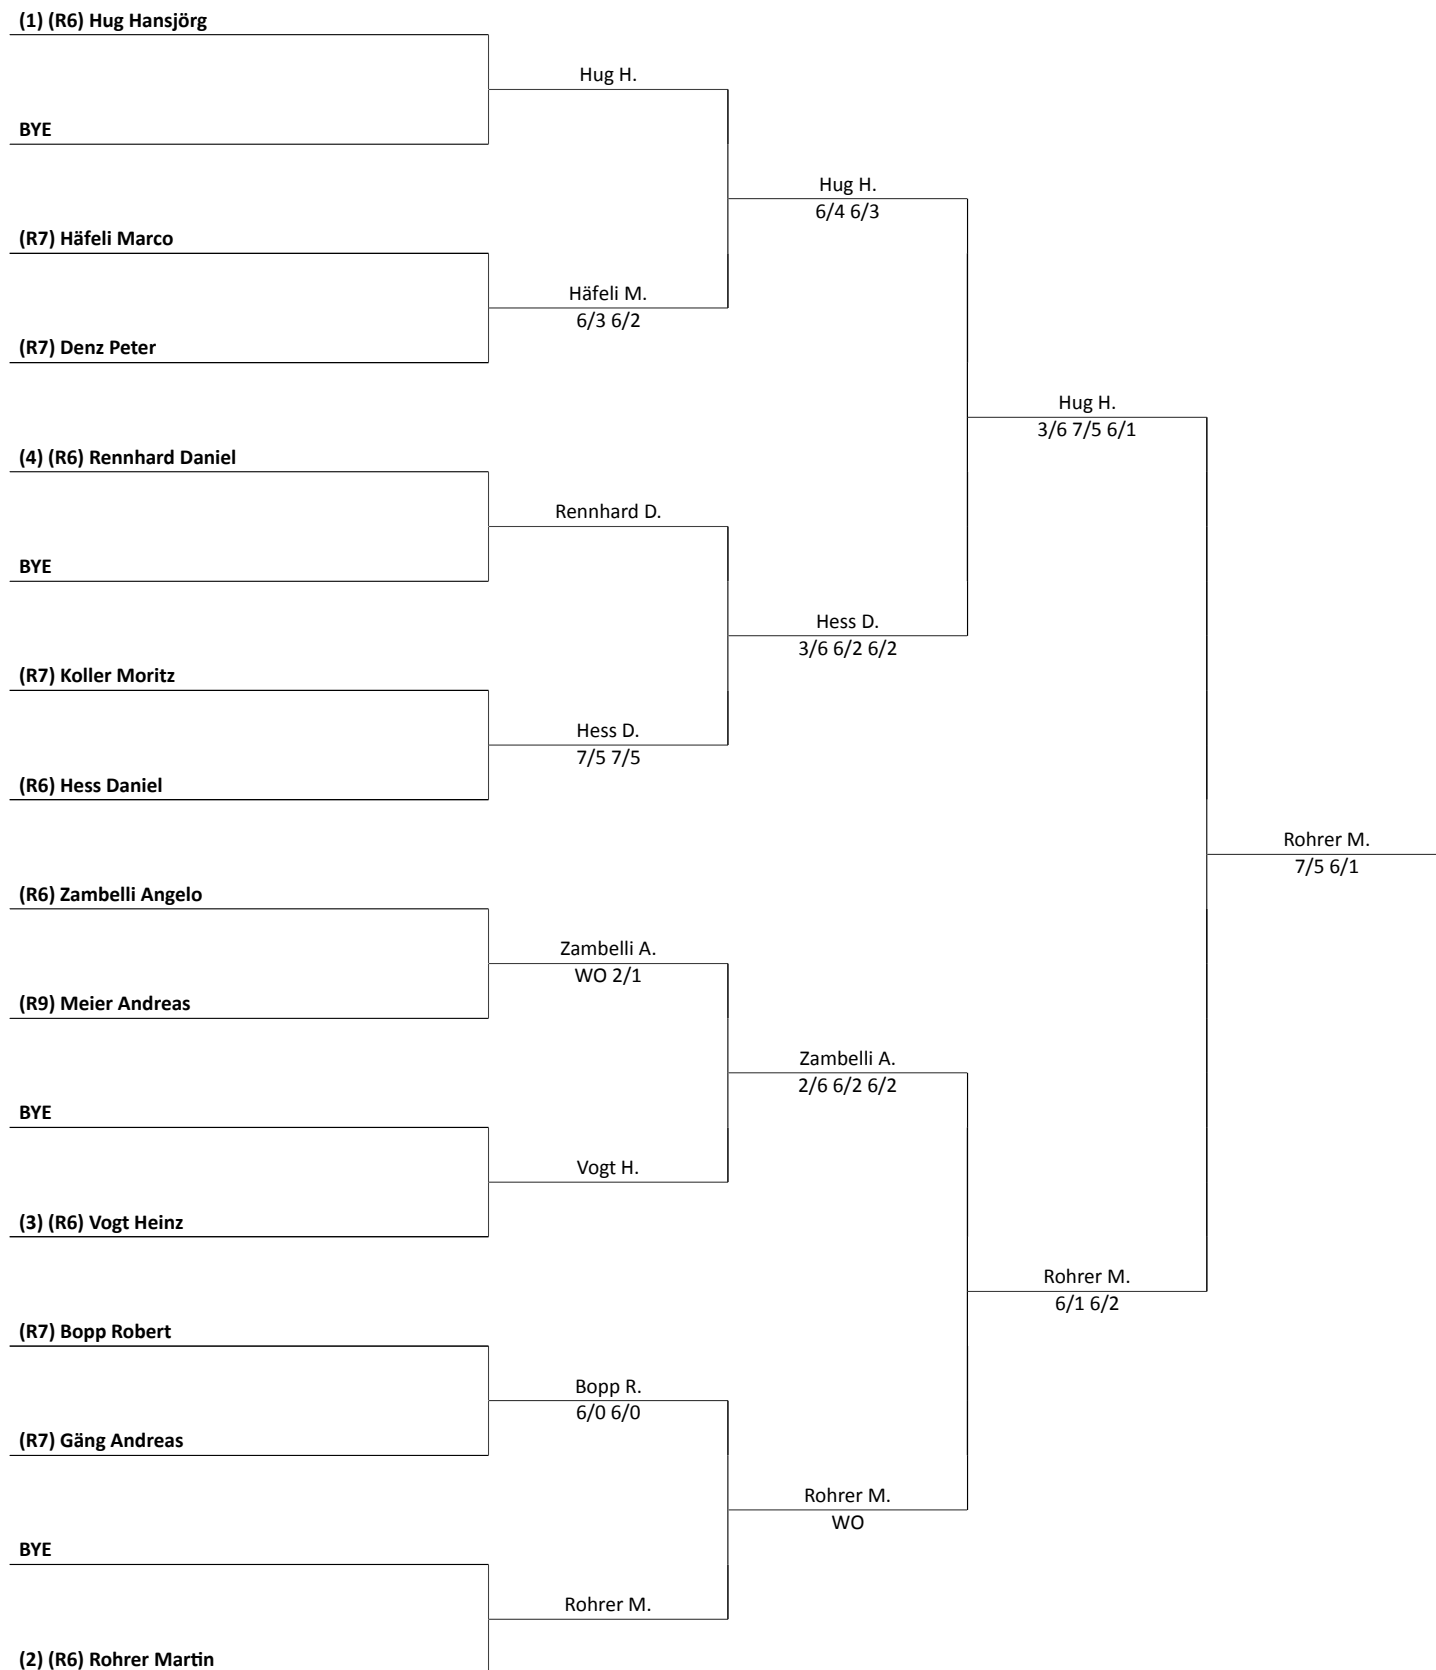 (1) (R6) Hug Hansjörg
Hug H.
BYE
Hug H.
6/4 6/3
(R7) Häfeli Marco
Häfeli M.
6/3 6/2
(R7) Denz Peter
Hug H.
3/6 7/5 6/1
(4) (R6) Rennhard Daniel
Rennhard D.
BYE
Hess D.
3/6 6/2 6/2
(R7) Koller Moritz
Hess D.
7/5 7/5
(R6) Hess Daniel
Rohrer M.
7/5 6/1
(R6) Zambelli Angelo
Zambelli A.
WO 2/1
(R9) Meier Andreas
Zambelli A.
2/6 6/2 6/2
BYE
Vogt H.
(3) (R6) Vogt Heinz
Rohrer M.
6/1 6/2
(R7) Bopp Robert
Bopp R.
6/0 6/0
(R7) Gäng Andreas
Rohrer M.
WO
BYE
Rohrer M.
(2) (R6) Rohrer Martin